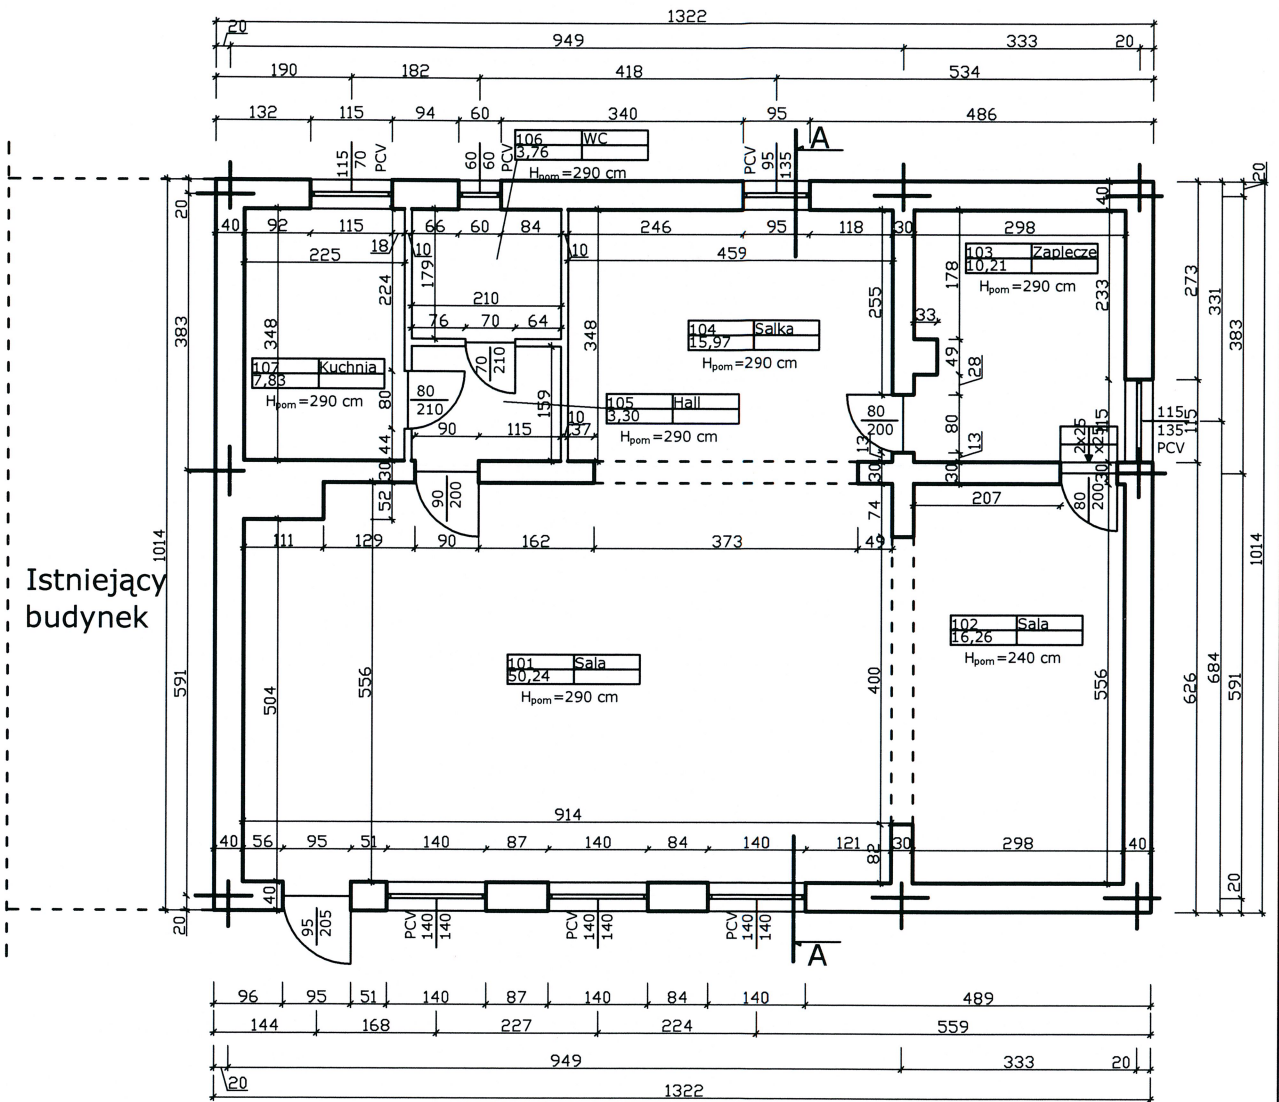 1322
20 949 333 20
190 182 418 534
132 115 94 60 340 95 486
A
106 WC
3,76
Hpom=290 cm
115
70
PCV
60
60
PCV
PCV
95
135
20
20
40
40 92 115 66 60 84 246 95 118 30 298
18 10 10
225 459
179
224
210
76 70 64
348
348
255
178
233
273
331
383
383
103 Zaplecze
10,21
Hpom=290 cm
33
49
28
104 Salka
15,97
Hpom=290 cm
107 Kuchnia
7,83
Hpom=290 cm
70
210
80
210
80
44
159
105 Hall
3,30
Hpom=290 cm
90 115
10
37
80
200
13
80
13
115
2x25
2x25
115
135
PCV
115
30
52
90
200
30
74
30
30
207
80
200
111 129 90 162 373 49
1014
1014
Istniejący
budynek
591
504
556
400
556
626
684
591
102 Sala
16,26
Hpom=240 cm
101 Sala
50,24
Hpom=290 cm
914
40 56 95 51 140 87 140 84 140 121 30 298 40
82
40
20
20
95
205
PCV
140
140
PCV
140
140
PCV
140
140
A
96 95 51 140 87 140 84 140 489
144 168 227 224 559
949 333 20
20
1322